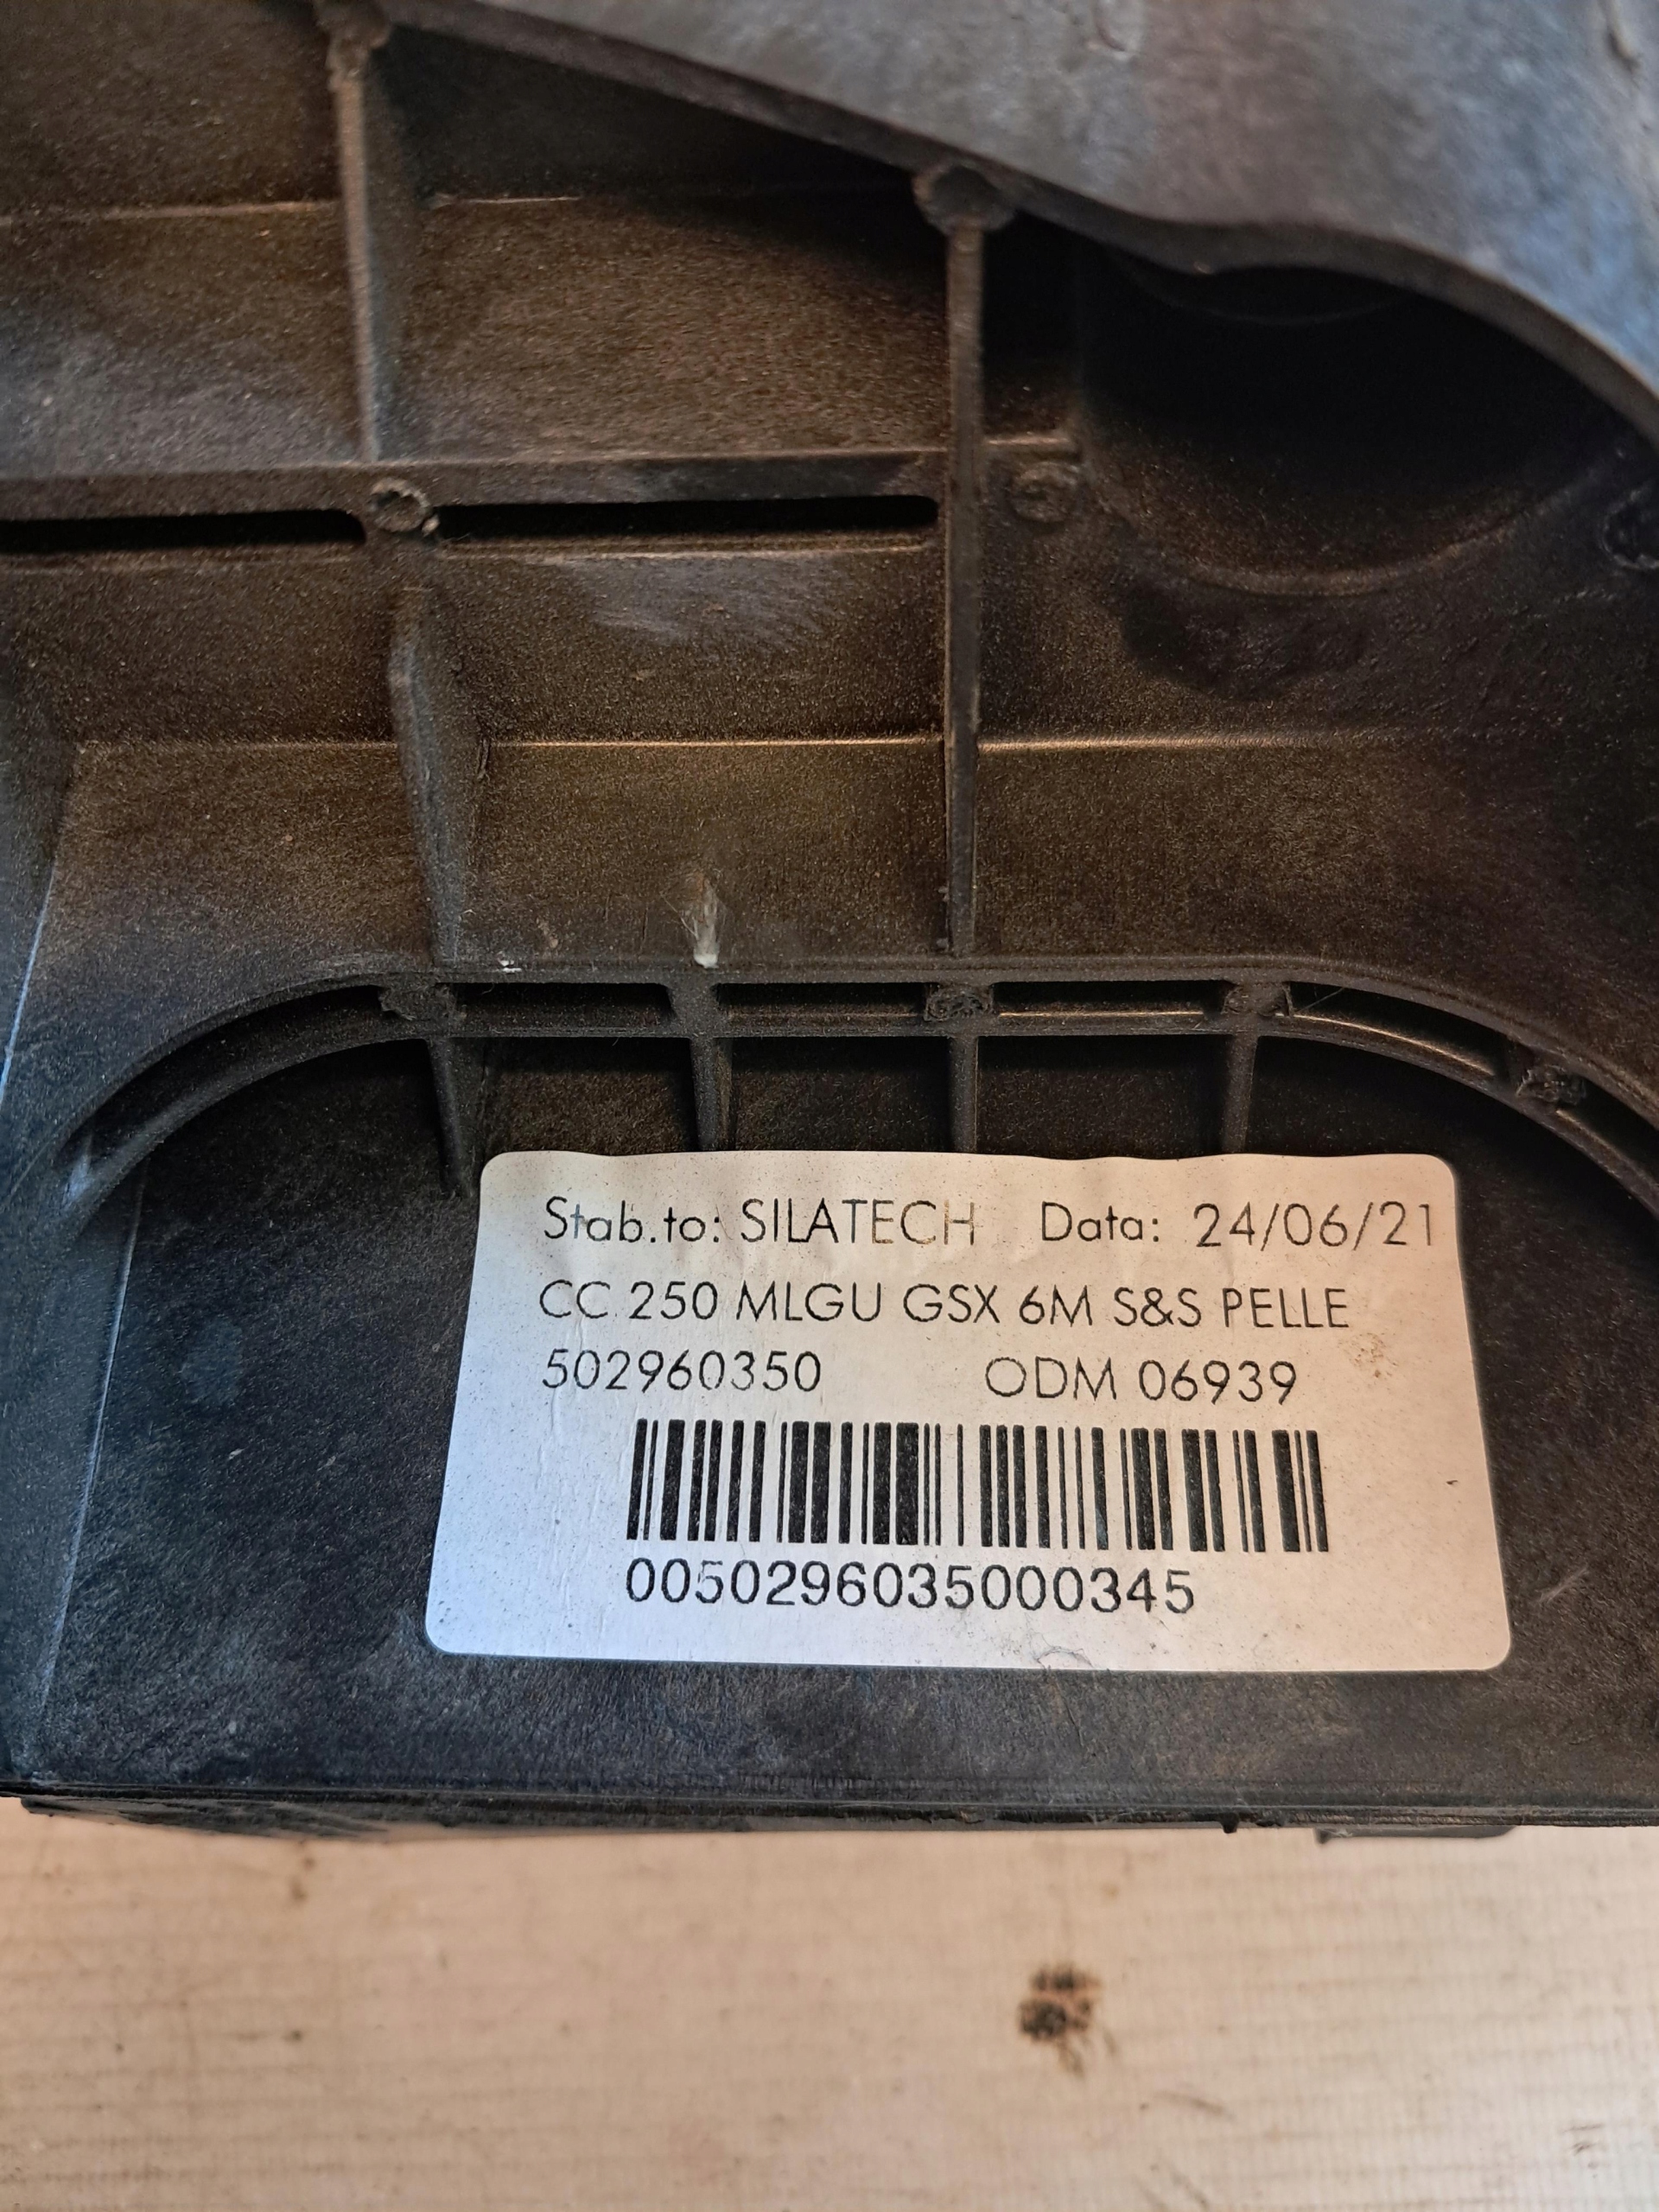 Stab.to: SILATECH Data: 24/06/21
CC 250 MLGU GSX 6M S&S PELLE
502960350 ODM 06939
0050296035000345